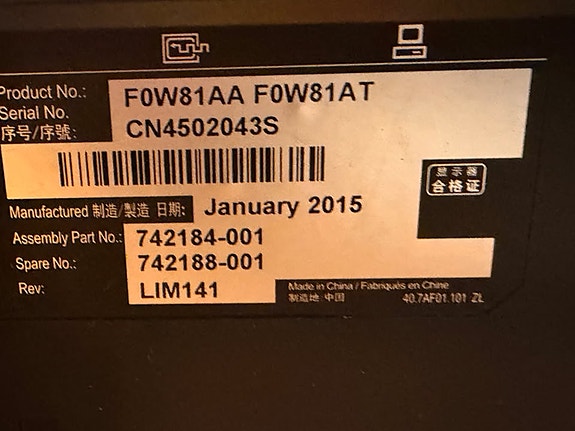 Product No.: F0W81AA F0W81AT
Serial No. CN4502043S
序号/序號:
Manufactured 制造/製造 日期: January 2015
显示器
合格证
Assembly Part No.: 742184-001
Spare No.: 742188-001
Rev: LIM141
Made in China / Fabriqués en Chine
制造地: 中国 40.7AF01.101 ZL